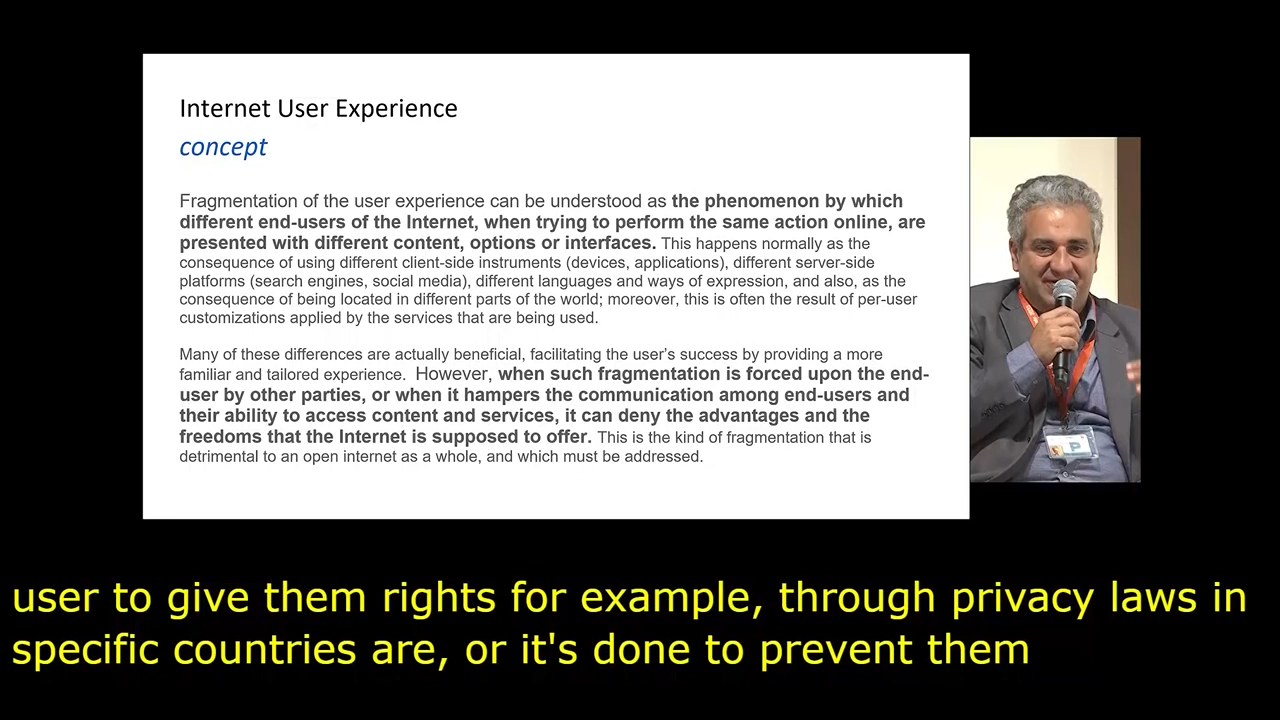 Internet User Experience
concept
Fragmentation of the user experience can be understood as the phenomenon by which
different end-users of the Internet, when trying to perform the same action online, are
presented with different content, options or interfaces. This happens normally as the
consequence of using different client-side instruments (devices, applications), different server-side
platforms (search engines, social media), different languages and ways of expression, and also, as the
consequence of being located in different parts of the world; moreover, this is often the result of per-user
customizations applied by the services that are being used.
Many of these differences are actually beneficial, facilitating the user's success by providing a more
familiar and tailored experience. However, when such fragmentation is forced upon the end-
user by other parties, or when it hampers the communication among end-users and
their ability to access content and services, it can deny the advantages and the
freedoms that the Internet is supposed to offer. This is the kind of fragmentation that is
detrimental to an open internet as a whole, and which must be addressed.
user to give them rights for example, through privacy laws in
specific countries are, or it's done to prevent them